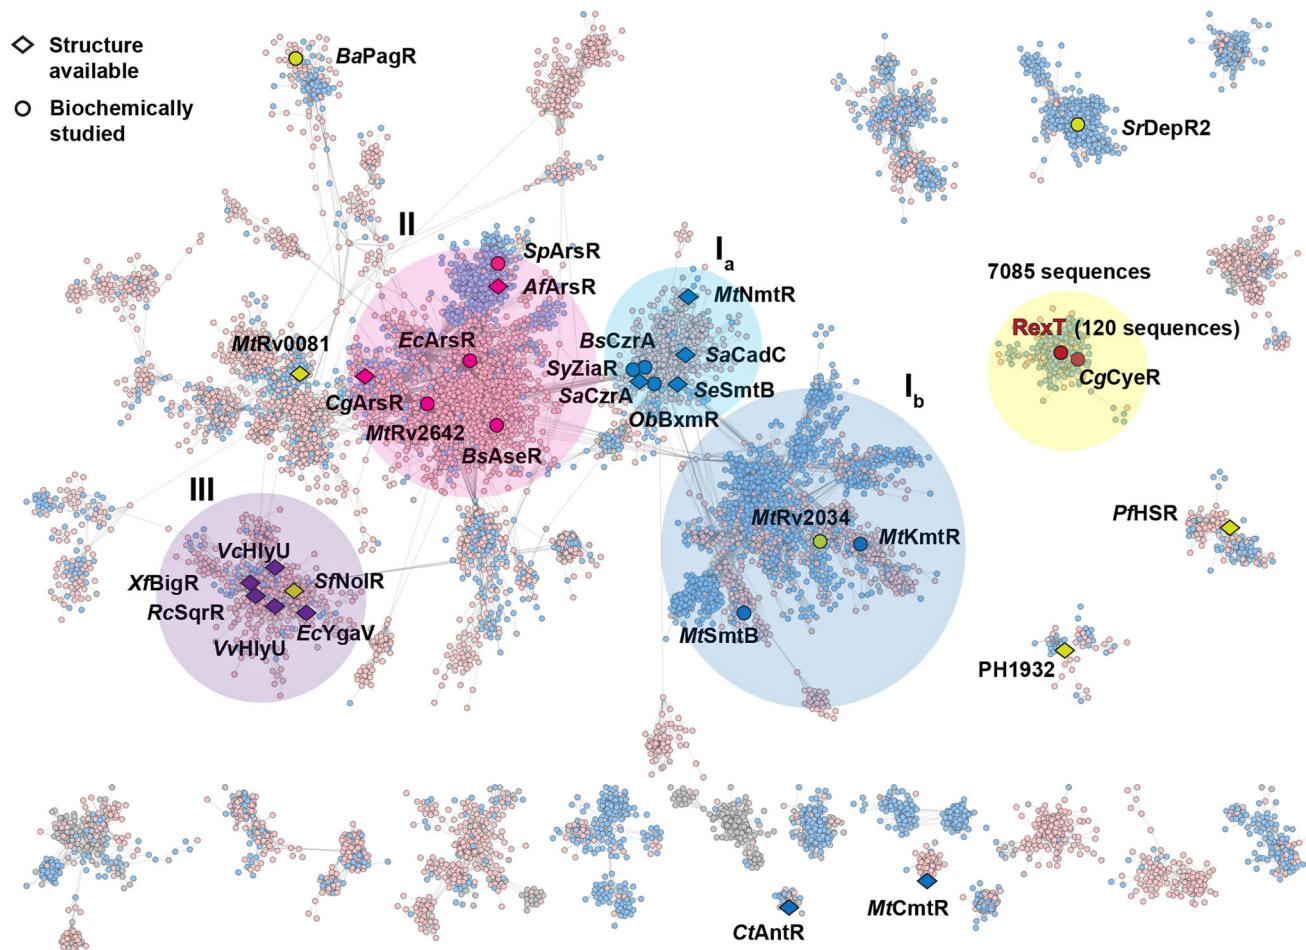 Structure
available
Biochemically
studied
BaPagR
SrDepR2
II
SpArsR
AfArsR
EcArsR
MtRv0081
CgArsR
MtRv2642
BsAseR
Ia
MtNmtR
BsCzrA
SaCadC
SyZiaR
SeSmtB
SaCzrA
ObBxmR
7085 sequences
RexT (120 sequences)
CgCyeR
Ib
MtRv2034
MtKmtR
MtSmtB
III
VcHlyU
XfBigR
SfNolR
RcSqrR
EcYgaV
VvHlyU
PfHSR
PH1932
CtAntR
MtCmtR